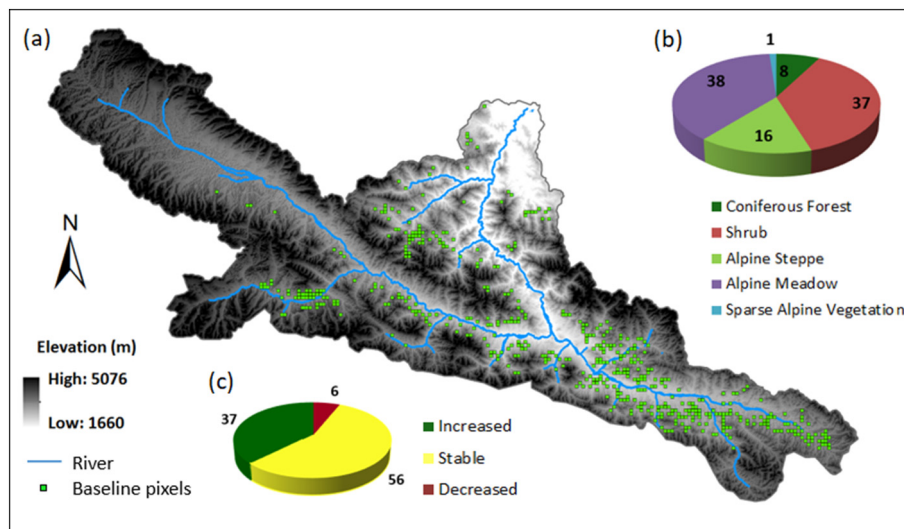 (a)
(b)
1
8
38
37
16
Coniferous Forest
Shrub
Alpine Steppe
Alpine Meadow
Sparse Alpine Vegetation
N
Elevation (m)
High: 5076
Low: 1660
River
Baseline pixels
(c)
6
37
56
Increased
Stable
Decreased